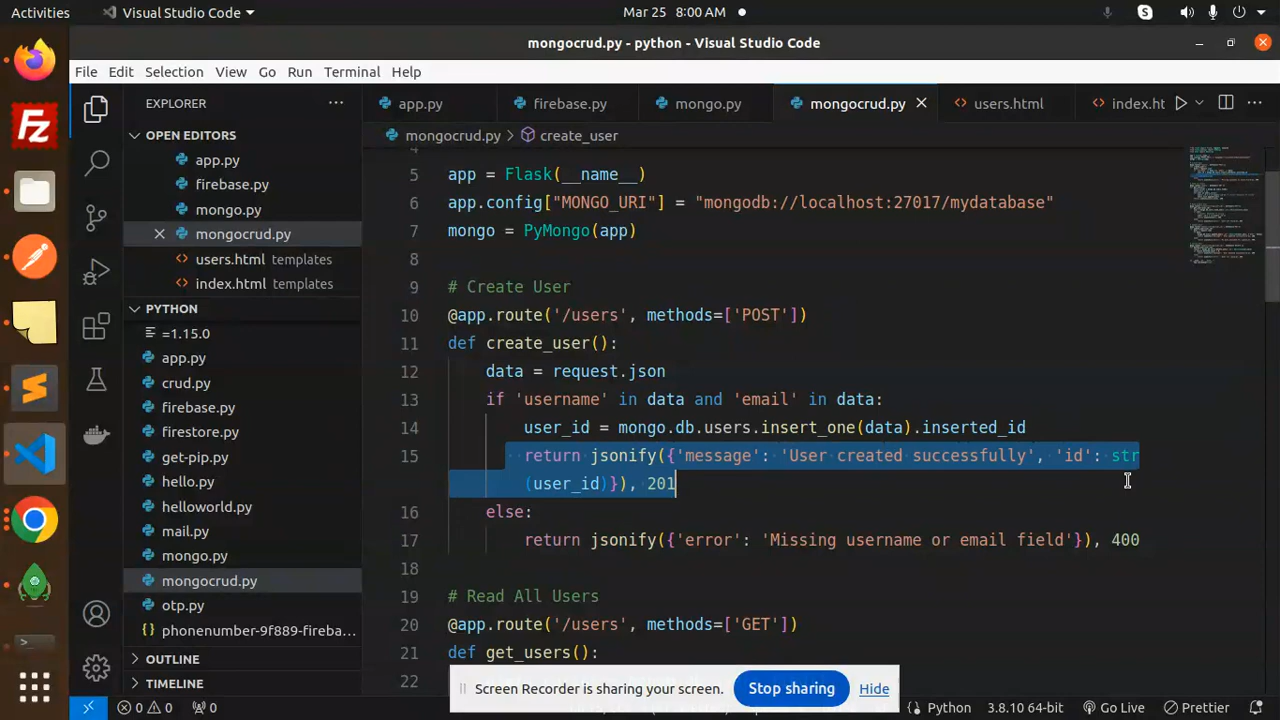 Activities
Visual Studio Code
Mar 25 8:00 AM
mongocrud.py - python - Visual Studio Code
File Edit Selection View Go Run Terminal Help
EXPLORER
OPEN EDITORS
app.py
firebase.py
mongo.py
mongocrud.py
users.html templates
index.html templates
PYTHON
=1.15.0
app.py
crud.py
firebase.py
firestore.py
get-pip.py
hello.py
helloworld.py
mail.py
mongo.py
mongocrud.py
otp.py
phonenumber-9f889-fireba...
OUTLINE
TIMELINE
app.py firebase.py mongo.py mongocrud.py users.html index.ht
mongocrud.py > create_user
4
5 app = Flask(__name__)
6 app.config["MONGO_URI"] = "mongodb://localhost:27017/mydatabase"
7 mongo = PyMongo(app)
8
9 # Create User
10 @app.route('/users', methods=['POST'])
11 def create_user():
12 data = request.json
13 if 'username' in data and 'email' in data:
14 user_id = mongo.db.users.insert_one(data).inserted_id
15 return jsonify({'message': 'User created successfully', 'id': str
(user_id)}), 201
16 else:
17 return jsonify({'error': 'Missing username or email field'}), 400
18
19 # Read All Users
20 @app.route('/users', methods=['GET'])
21 def get_users():
22
Screen Recorder is sharing your screen. Stop sharing Hide
0 0 0 Python 3.8.10 64-bit Go Live Prettier